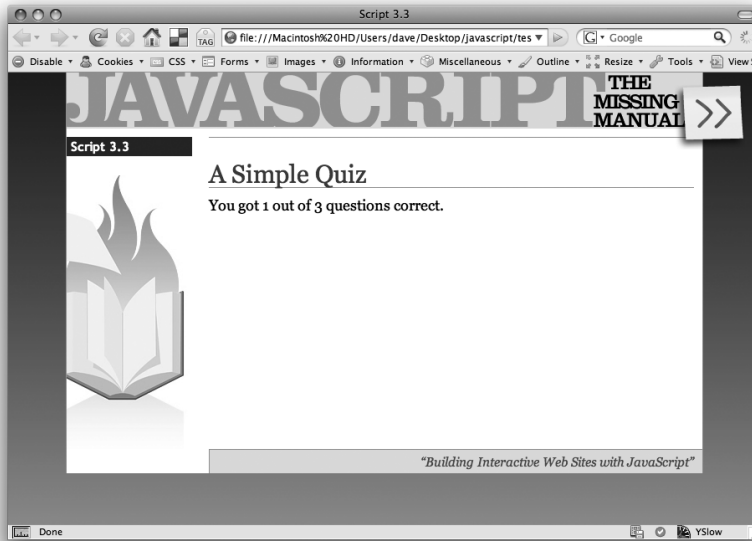 Script 3.3
TAG
file:///Macintosh%20HD/Users/dave/Desktop/javascript/tes
G
Google
Disable
Cookies
CSS
Forms
Images
Information
Miscellaneous
Outline
Resize
Tools
View
JAVASCRIPT
THE
MISSING
MANUAL
>>
Script 3.3
A Simple Quiz
You got 1 out of 3 questions correct.
“Building Interactive Web Sites with JavaScript”
Done
YSlow